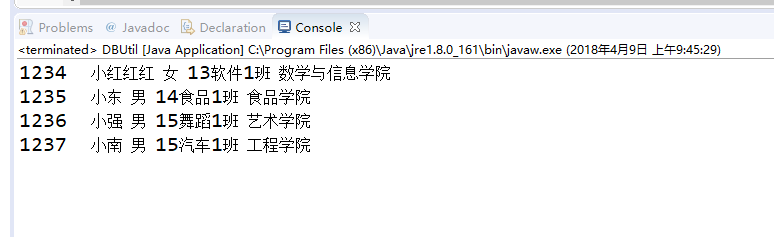 Problems @ Javadoc Declaration Console
<terminated> DBUtil [Java Application] C:\Program Files (x86)\Java\jre1.8.0_161\bin\javaw.exe (2018年4月9日 上午9:45:29)
1234 小红红红 女 13软件1班 数学与信息学院
1235 小东 男 14食品1班 食品学院
1236 小强 男 15舞蹈1班 艺术学院
1237 小南 男 15汽车1班 工程学院